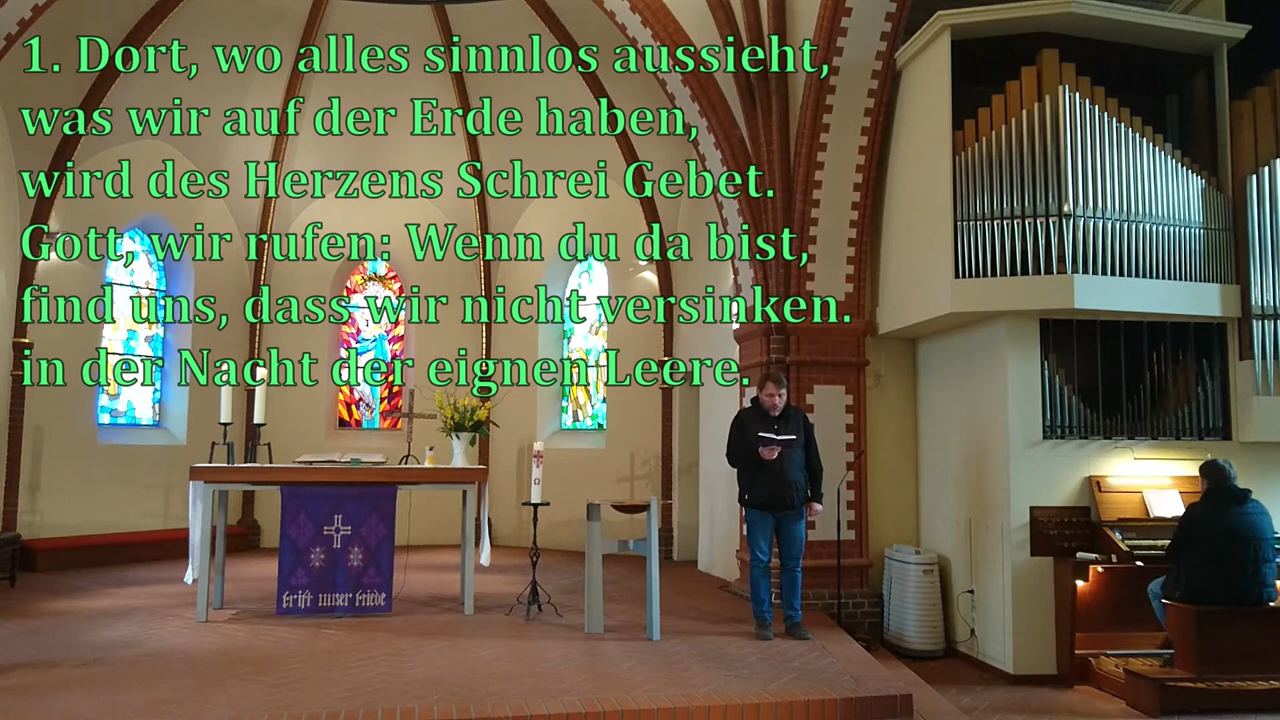 1. Dort, wo alles sinnlos aussieht,
was wir auf der Erde haben,
wird des Herzens Schrei Gebet.
Gott, wir rufen: Wenn du da bist,
find uns, dass wir nicht versinken.
in der Nacht der eignen Leere.
Er ist unser Friede